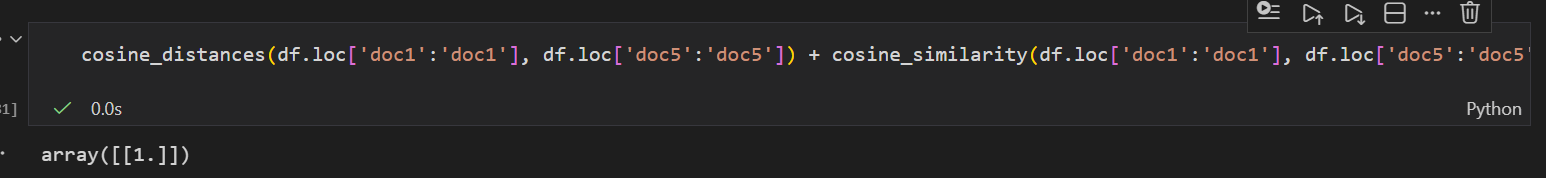 cosine_distances(df.loc['doc1':'doc1'], df.loc['doc5':'doc5']) + cosine_similarity(df.loc['doc1':'doc1'], df.loc['doc5':'doc5'
1]
0.0s
Python
array([[1.]])